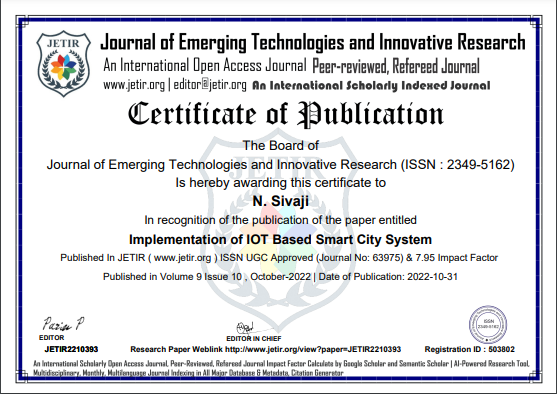 JETIR
Journal of Emerging Technologies and Innovative Research
An International Open Access Journal Peer-reviewed, Refereed Journal
www.jetir.org | editor@jetir.org An International Scholarly Indexed Journal
Certificate of Publication
The Board of
Journal of Emerging Technologies and Innovative Research (ISSN : 2349-5162)
Is hereby awarding this certificate to
N. Sivaji
In recognition of the publication of the paper entitled
Implementation of IOT Based Smart City System
Published In JETIR ( www.jetir.org ) ISSN UGC Approved (Journal No: 63975) & 7.95 Impact Factor
Published in Volume 9 Issue 10 , October-2022 | Date of Publication: 2022-10-31
JETIR
Parisa P
ISSN
2349-5162
EDITOR
EDITOR IN CHIEF
JETIR2210393 Research Paper Weblink http://www.jetir.org/view?paper=JETIR2210393 Registration ID : 503802
An International Scholarly Open Access Journal, Peer-Reviewed, Refereed Journal Impact Factor Calculate by Google Scholar and Semantic Scholar | AI-Powered Research Tool,
Multidisciplinary, Monthly, Multilanguage Journal Indexing in All Major Database & Metadata, Citation Generator